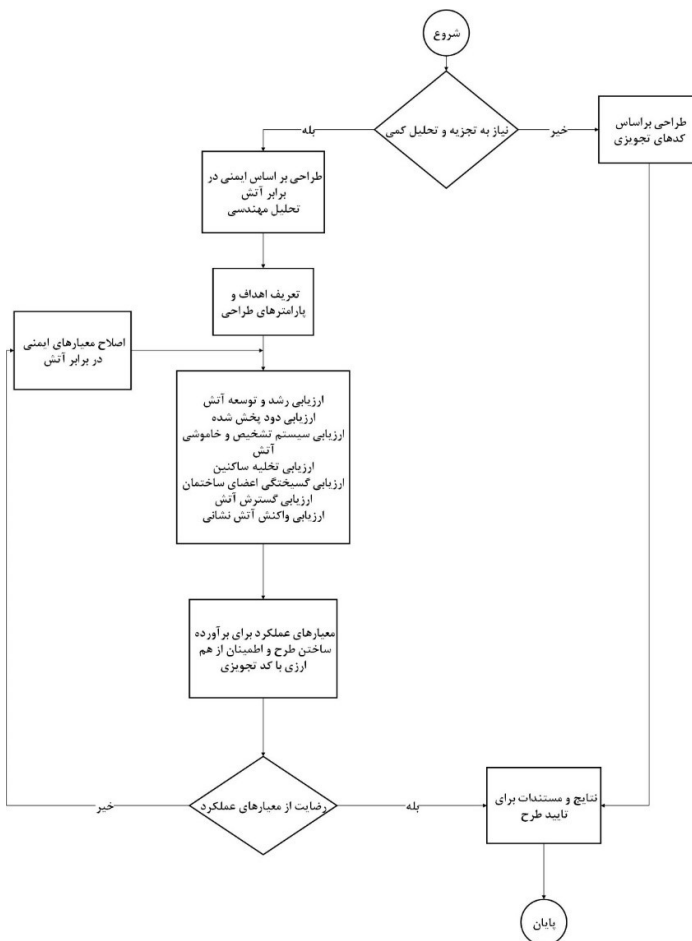 شروع
نیاز به تجزیه و تحلیل کمی
خیر
بله
طراحی براساس
کدهای تجویزی
طراحی بر اساس ایمنی در
برابر آتش
تحلیل مهندسی
تعریف اهداف و
پارامترهای طراحی
اصلاح معیارهای ایمنی
در برابر آتش
ارزیابی رشد و توسعه آتش
ارزیابی دود پخش شده
ارزیابی سیستم تشخیص و خاموشی
آتش
ارزیابی تخلیه ساکنین
ارزیابی گسیختگی اعضای ساختمان
ارزیابی گسترش آتش
ارزیابی واکنش آتش نشانی
معیارهای عملکرد برای برآورده
ساختن طرح و اطمینان از هم
ارزی با کد تجویزی
رضایت از معیارهای عملکرد
خیر
بله
نتایج و مستندات برای
تایید طرح
پایان